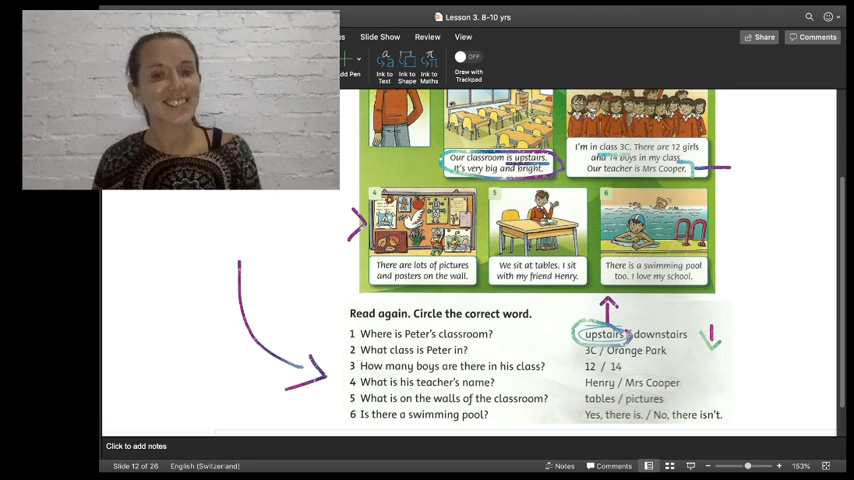 Lesson 3. 8-10 yrs
Slide Show
Review
View
Share
Comments
Pen
Ink to Text
Ink to Shape
Ink to Maths
OFF
Draw with Trackpad
Our classroom is upstairs.
It's very big and bright.
I'm in class 3C. There are 12 girls
and 14 boys in my class.
Our teacher is Mrs Cooper.
4
There are lots of pictures
and posters on the wall.
5
We sit at tables. I sit
with my friend Henry.
6
There is a swimming pool
too. I love my school.
Read again. Circle the correct word.
1 Where is Peter's classroom? upstairs / downstairs
2 What class is Peter in? 3C / Orange Park
3 How many boys are there in his class? 12 / 14
4 What is his teacher's name? Henry / Mrs Cooper
5 What is on the walls of the classroom? tables / pictures
6 Is there a swimming pool? Yes, there is. / No, there isn't.
Click to add notes
Slide 12 of 26
English (Switzerland)
Notes
Comments
153%